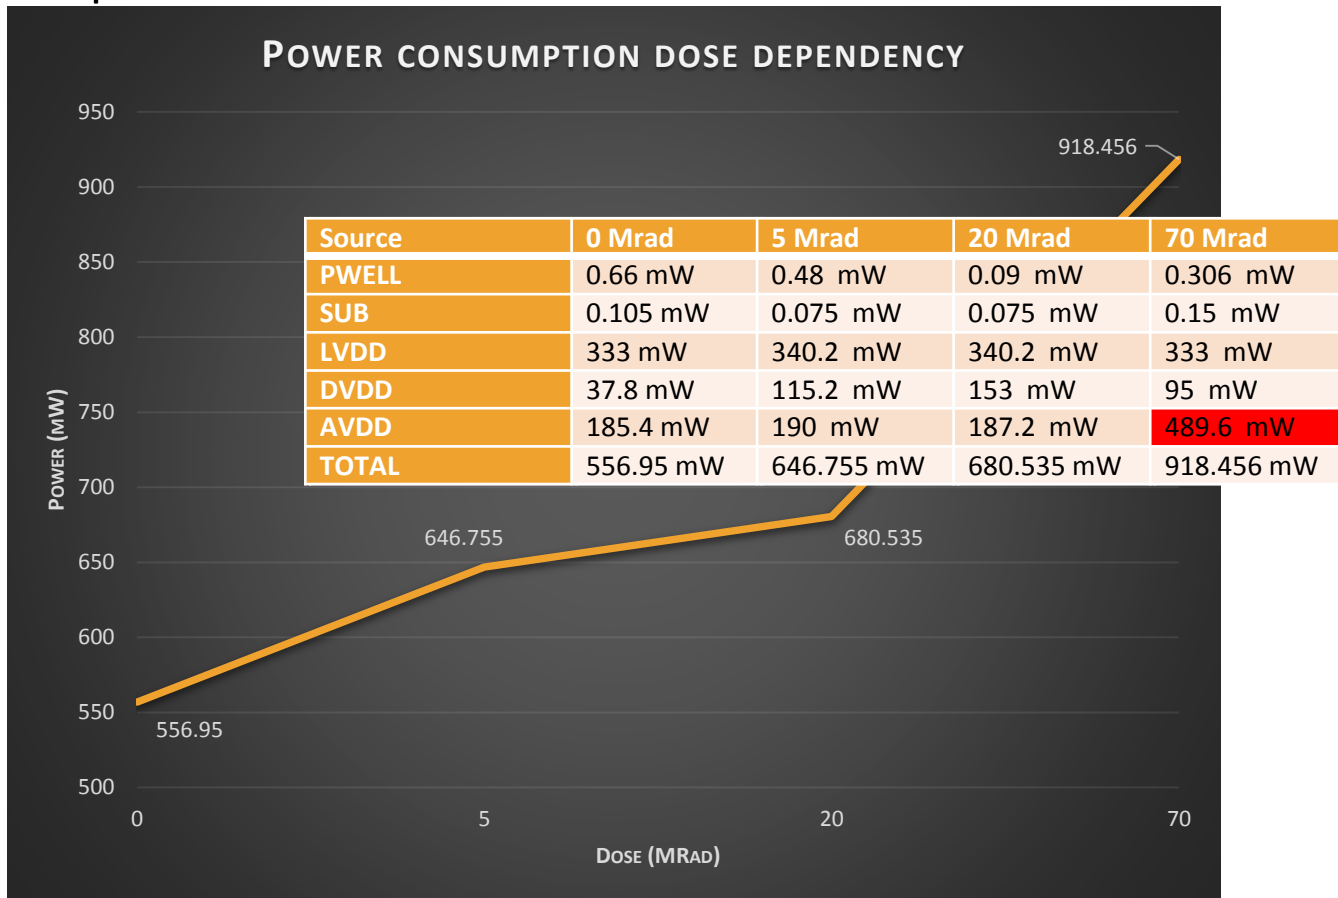 POWER CONSUMPTION DOSE DEPENDENCY
950
918.456
900
Source 0 Mrad 5 Mrad 20 Mrad 70 Mrad
850
PWELL 0.66 mW 0.48 mW 0.09 mW 0.306 mW
SUB 0.105 mW 0.075 mW 0.075 mW 0.15 mW
800
LVDD 333 mW 340.2 mW 340.2 mW 333 mW
DVDD 37.8 mW 115.2 mW 153 mW 95 mW
750
AVDD 185.4 mW 190 mW 187.2 mW 489.6 mW
TOTAL 556.95 mW 646.755 mW 680.535 mW 918.456 mW
700
POWER (MW)
646.755
680.535
650
600
550
556.95
500
0 5 20 70
DOSE (MRAD)